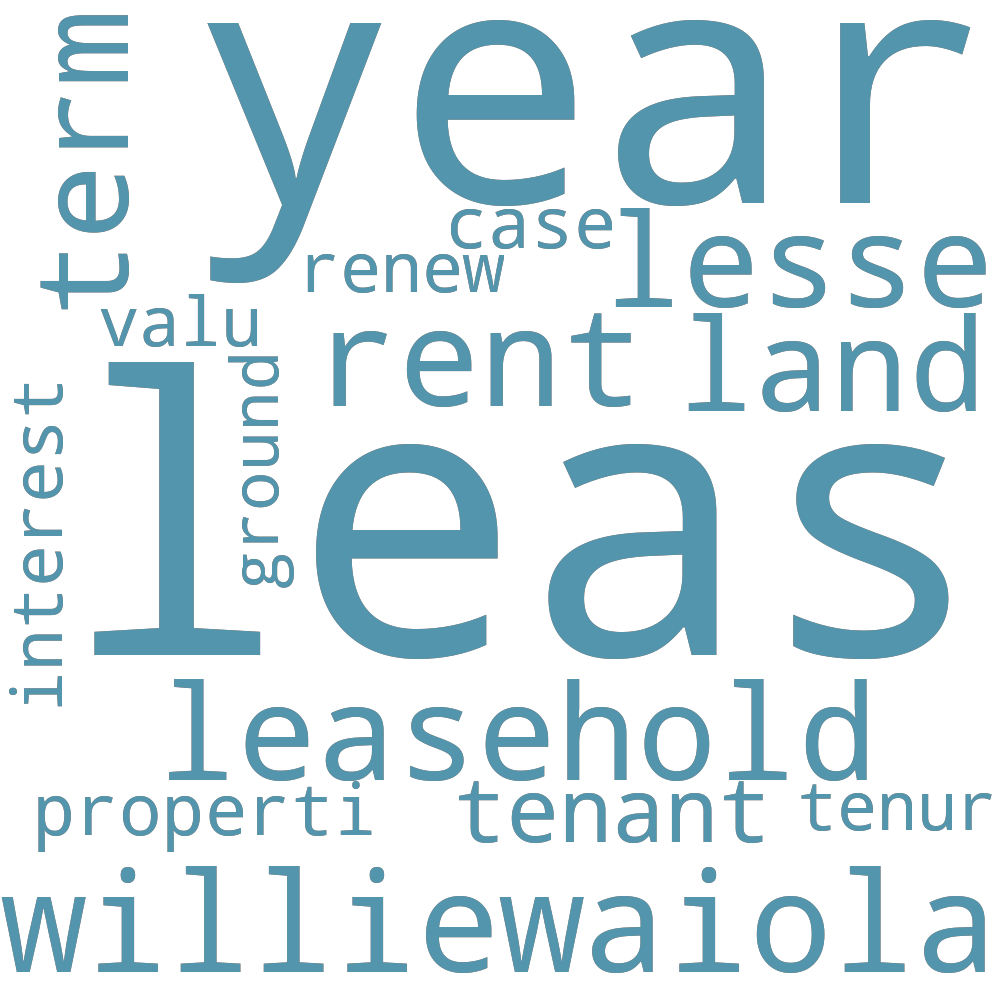 year
term
case
lesse
renew
valu
rent
land
ground
leas
interest
leasehold
properti
tenant
tenur
williewaiola